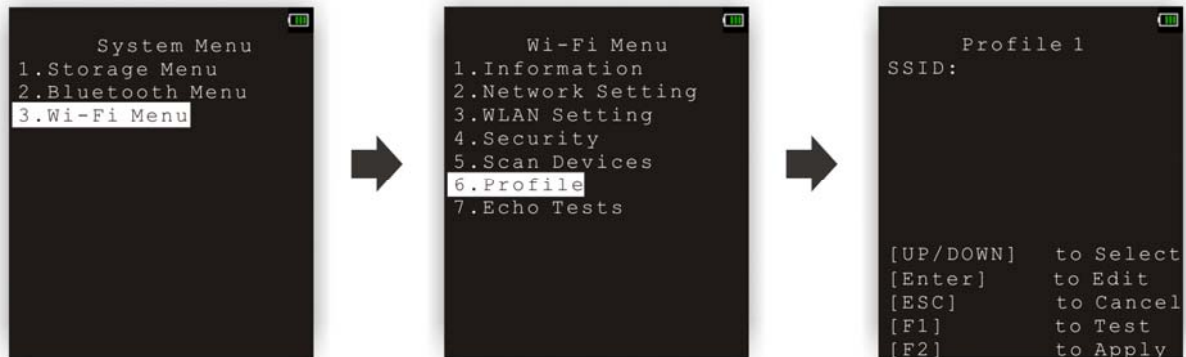 System Menu
1.Storage Menu
2.Bluetooth Menu
3.Wi-Fi Menu
Wi-Fi Menu
1.Information
2.Network Setting
3.WLAN Setting
4.Security
5.Scan Devices
6.Profile
7.Echo Tests
Profile 1
SSID:
[UP/DOWN] to Select
[Enter] to Edit
[ESC] to Cancel
[F1] to Test
[F2] to Apply